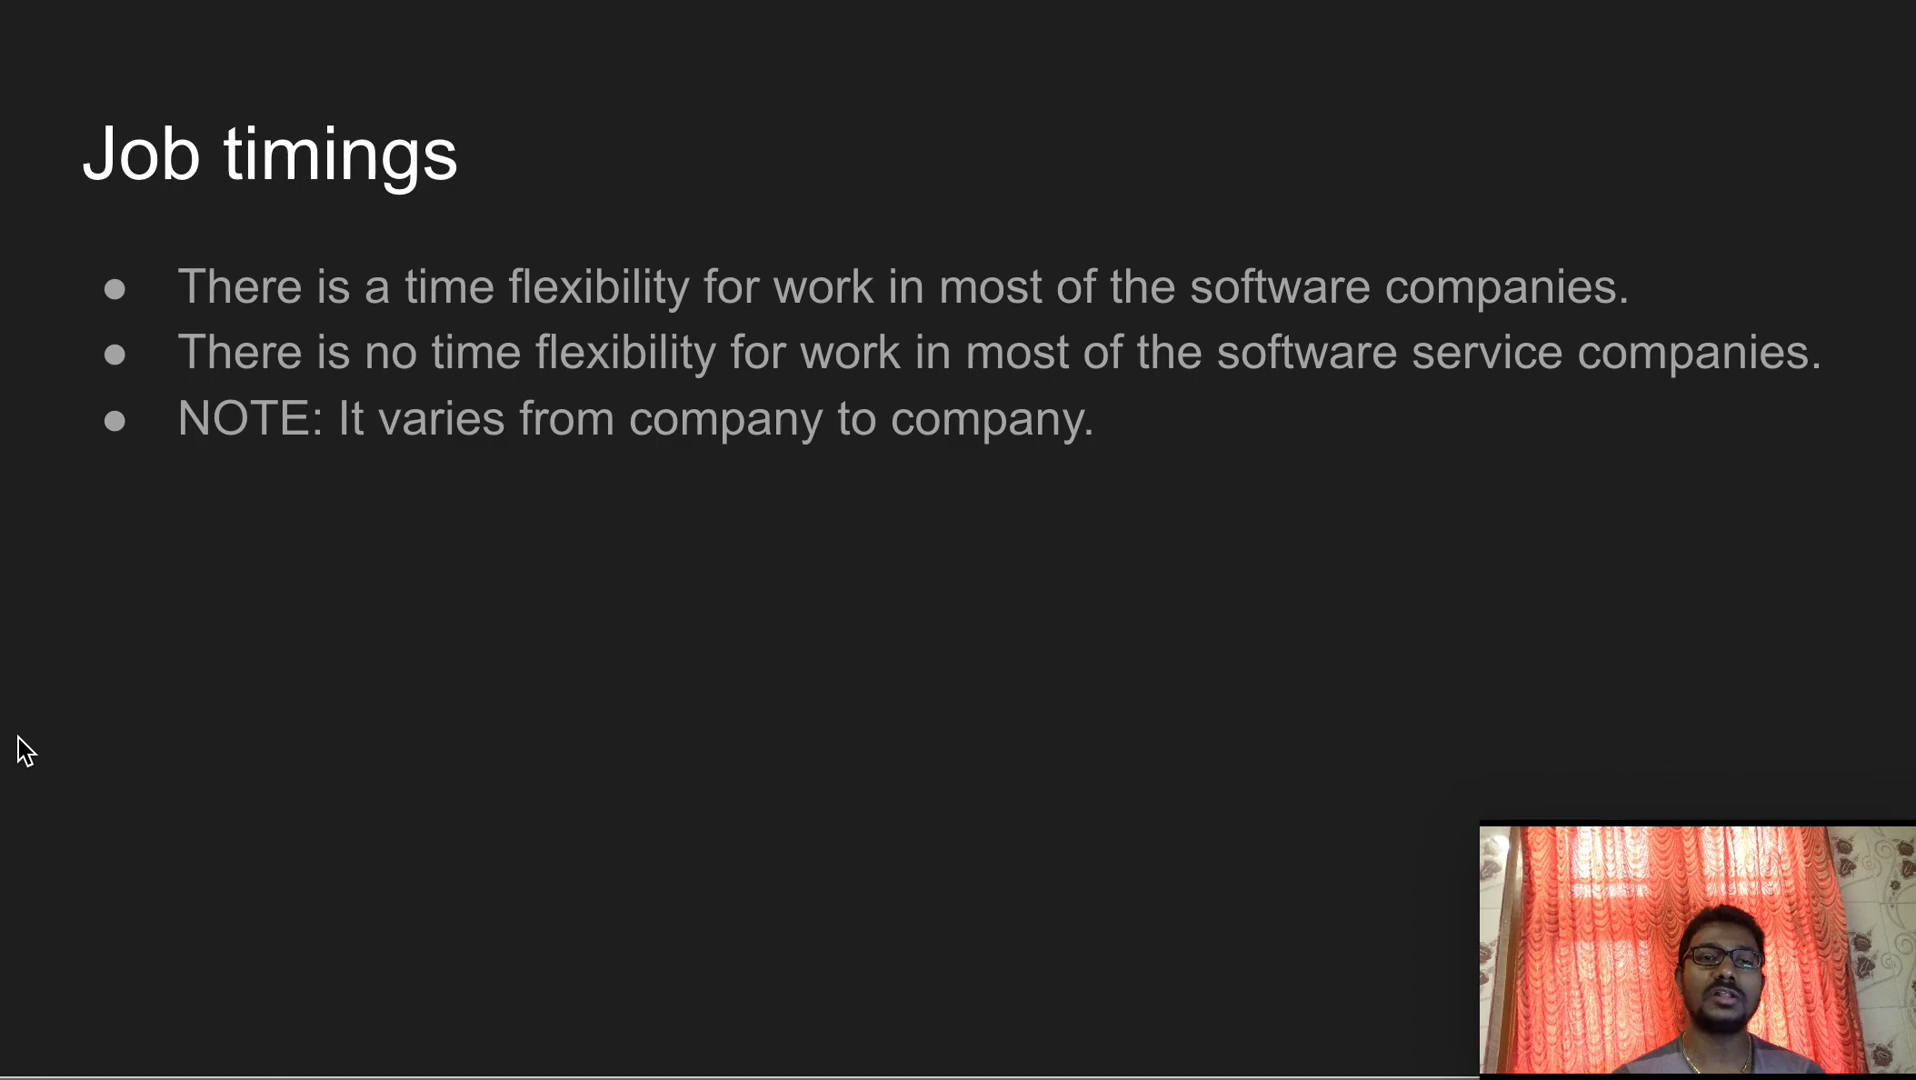 Job timings
● There is a time flexibility for work in most of the software companies.
● There is no time flexibility for work in most of the software service companies.
● NOTE: It varies from company to company.